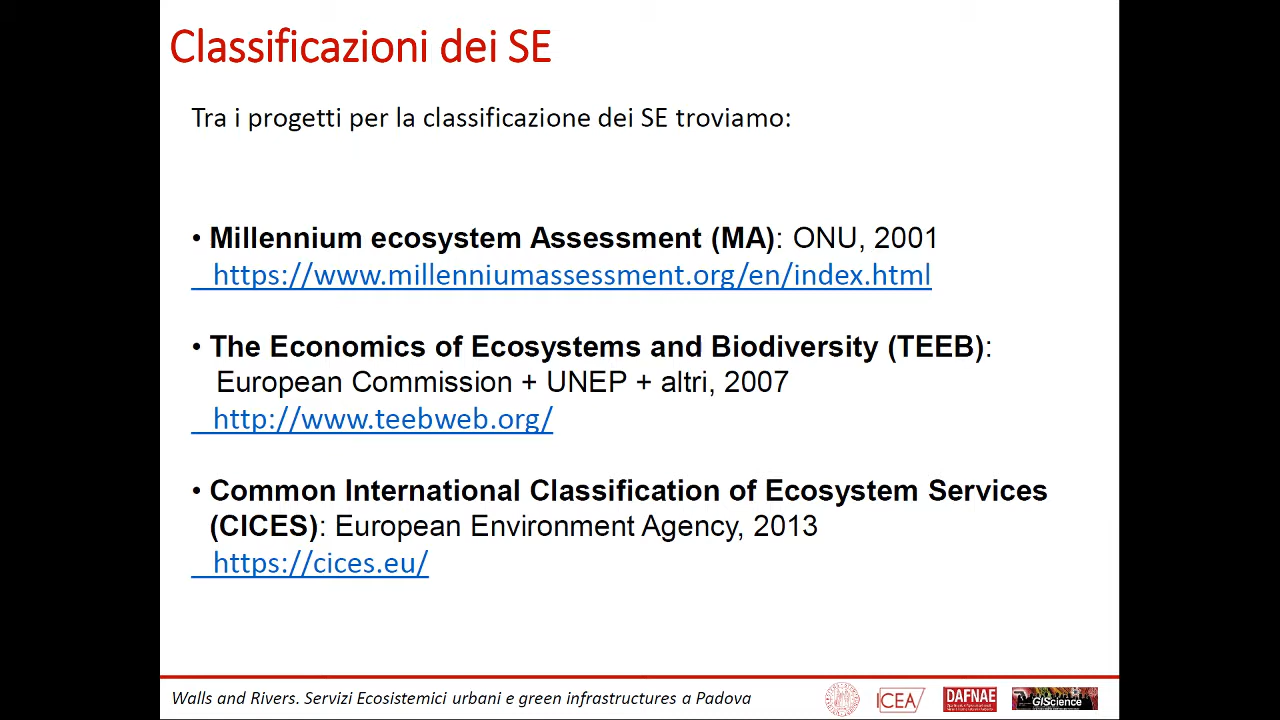 Classificazioni dei SE
Tra i progetti per la classificazione dei SE troviamo:
• Millennium ecosystem Assessment (MA): ONU, 2001
https://www.millenniumassessment.org/en/index.html
• The Economics of Ecosystems and Biodiversity (TEEB):
European Commission + UNEP + altri, 2007
http://www.teebweb.org/
• Common International Classification of Ecosystem Services
(CICES): European Environment Agency, 2013
https://cices.eu/
Walls and Rivers. Servizi Ecosistemici urbani e green infrastructures a Padova
ICEA
DAFNAE
GIScience